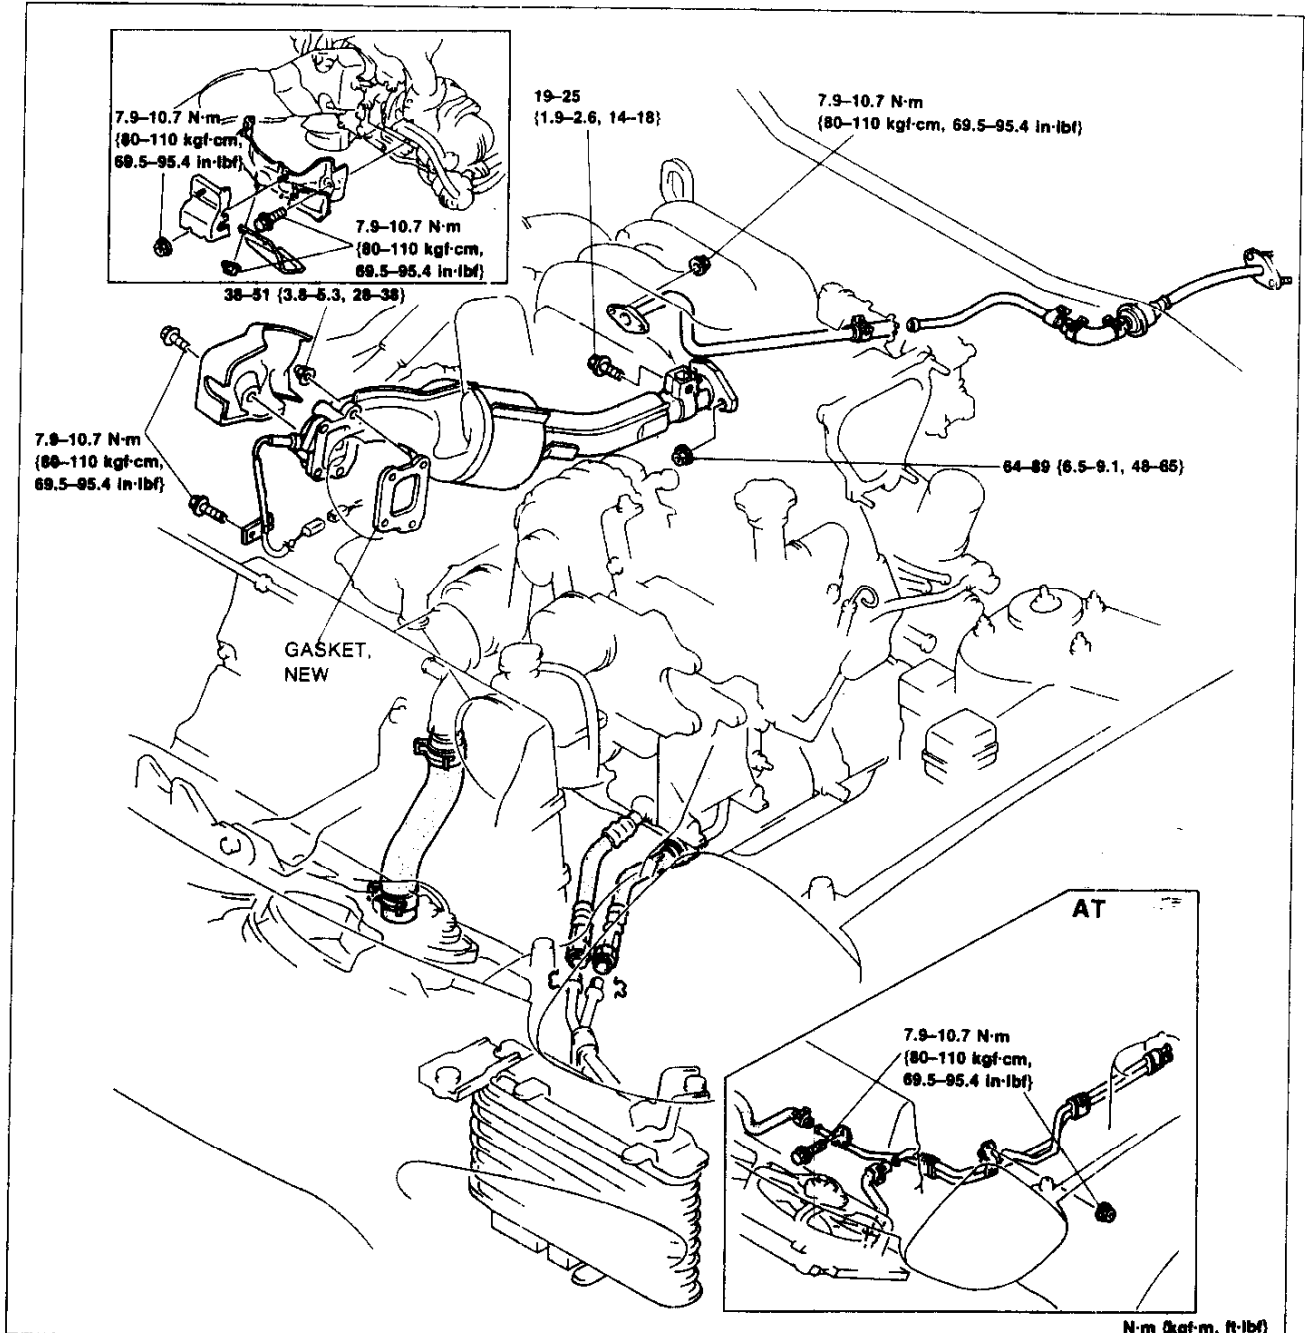 7.9–10.7 N·m
{80–110 kgf·cm,
69.5–95.4 in·lbf}
7.9–10.7 N·m
{80–110 kgf·cm,
69.5–95.4 in·lbf}
19–25
{1.9–2.6, 14–18}
7.9–10.7 N·m
{80–110 kgf·cm, 69.5–95.4 in·lbf}
38–51 {3.8–5.3, 28–38}
7.9–10.7 N·m
{80–110 kgf·cm,
69.5–95.4 in·lbf}
64–89 {6.5–9.1, 48–65}
GASKET,
NEW
AT
7.9–10.7 N·m
{80–110 kgf·cm,
69.5–95.4 in·lbf}
N·m {kgf·m, ft·lbf}